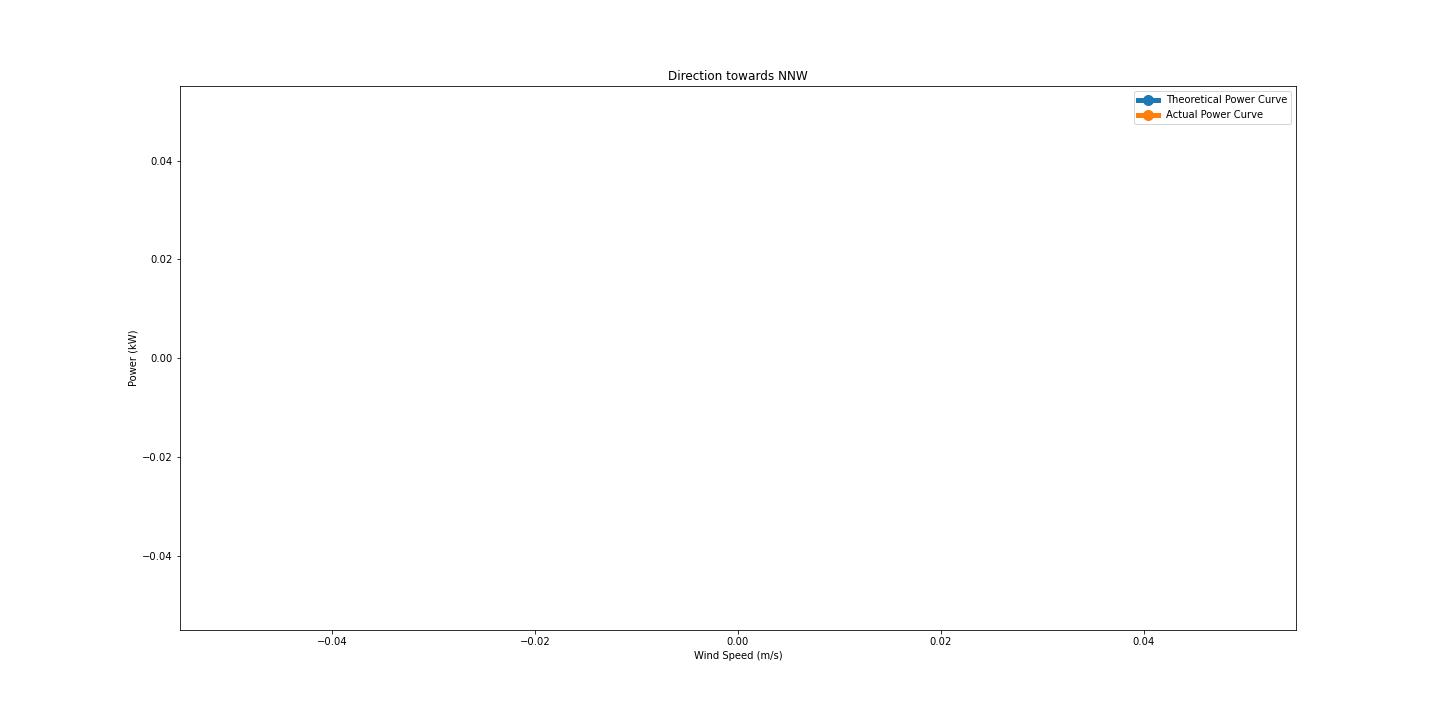 Direction towards NNW
Theoretical Power Curve
Actual Power Curve
0.04
0.02
0.00
−0.02
−0.04
Power (kW)
−0.04
−0.02
0.00
0.02
0.04
Wind Speed (m/s)